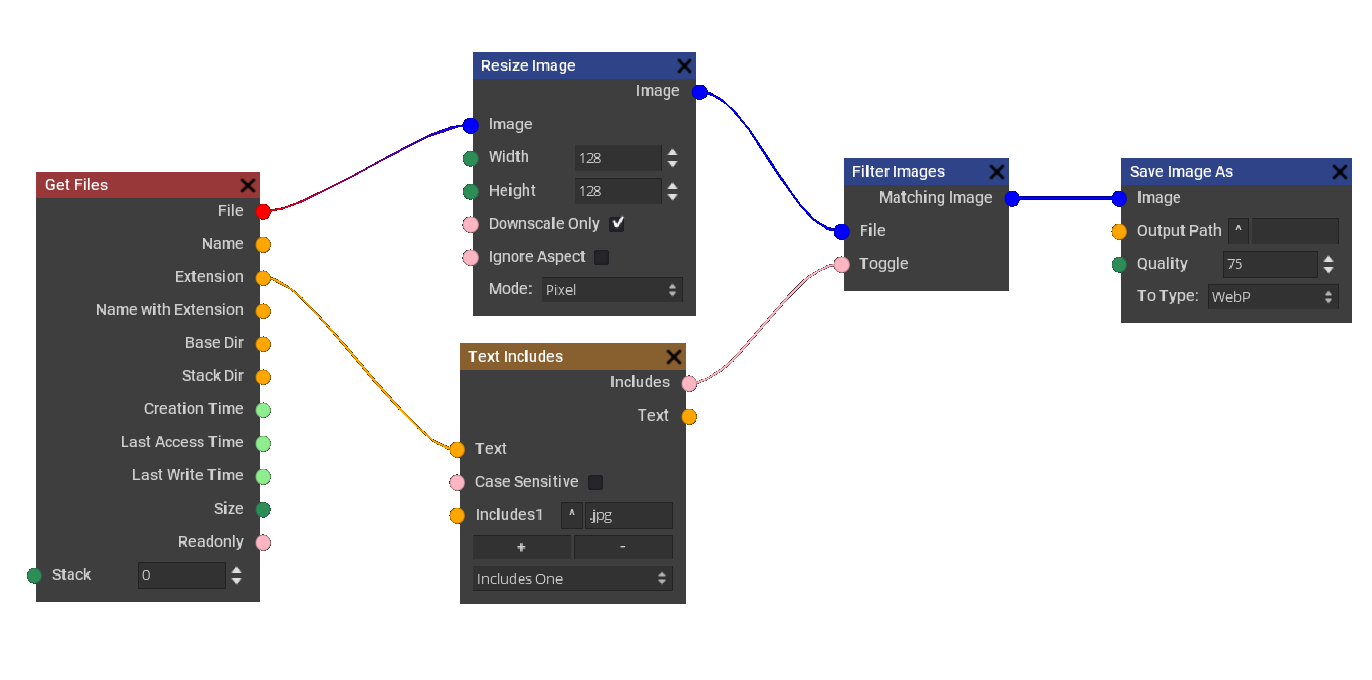 Get Files
File
Name
Extension
Name with Extension
Base Dir
Stack Dir
Creation Time
Last Access Time
Last Write Time
Size
Readonly
Stack 0
Resize Image
Image
Image
Width 128
Height 128
Downscale Only
Ignore Aspect
Mode: Pixel
Text Includes
Includes
Text
Text
Case Sensitive
Includes1 ^ .jpg
+ -
Includes One
Filter Images
Matching Image
File
Toggle
Save Image As
Image
Output Path ^
Quality 75
To Type: WebP